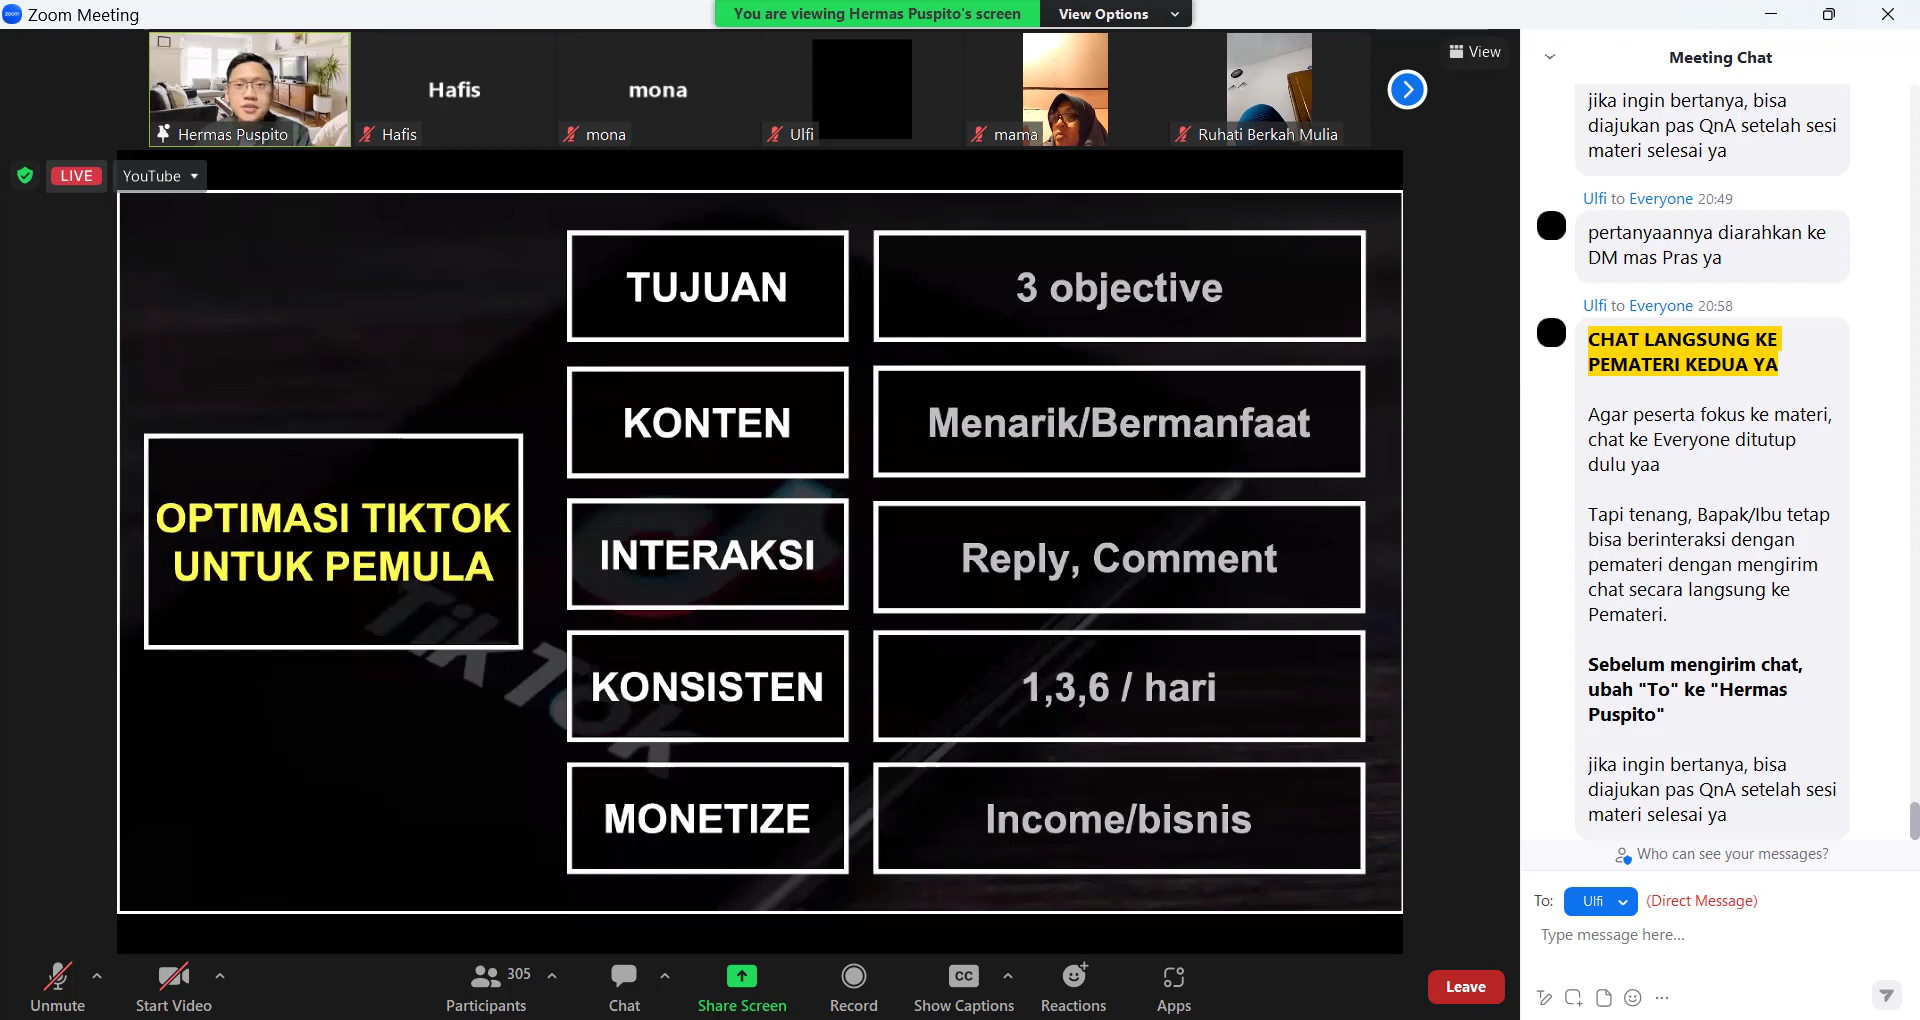 Zoom Meeting
You are viewing Hermas Puspito's screen
View Options
Hermas Puspito
Hafis
Hafis
mona
mona
Ulfi
mama
Ruhati Berkah Mulia
View
LIVE
YouTube
OPTIMASI TIKTOK
UNTUK PEMULA
TUJUAN
3 objective
KONTEN
Menarik/Bermanfaat
INTERAKSI
Reply, Comment
KONSISTEN
1,3,6 / hari
MONETIZE
Income/bisnis
TikTok
Meeting Chat
jika ingin bertanya, bisa
diajukan pas QnA setelah sesi
materi selesai ya
Ulfi to Everyone 20:49
pertanyaannya diarahkan ke
DM mas Pras ya
Ulfi to Everyone 20:58
CHAT LANGSUNG KE
PEMATERI KEDUA YA
Agar peserta fokus ke materi,
chat ke Everyone ditutup
dulu yaa
Tapi tenang, Bapak/Ibu tetap
bisa berinteraksi dengan
pemateri dengan mengirim
chat secara langsung ke
Pemateri.
Sebelum mengirim chat,
ubah "To" ke "Hermas
Puspito"
jika ingin bertanya, bisa
diajukan pas QnA setelah sesi
materi selesai ya
Who can see your messages?
To: Ulfi (Direct Message)
Type message here...
Unmute
Start Video
305
Participants
Chat
Share Screen
Record
CC
Show Captions
Reactions
Apps
Leave